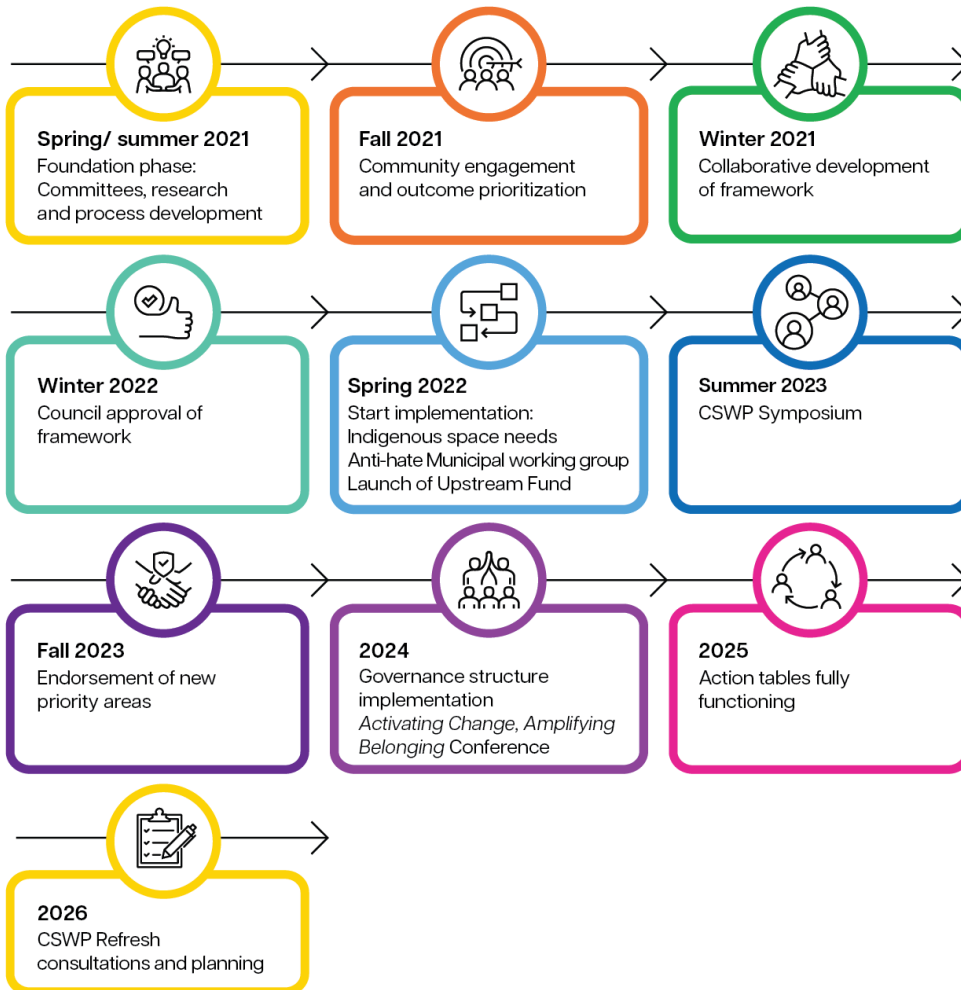 Spring/ summer 2021
Foundation phase:
Committees, research
and process development
Fall 2021
Community engagement
and outcome prioritization
Winter 2021
Collaborative development
of framework
Winter 2022
Council approval of
framework
Spring 2022
Start implementation:
Indigenous space needs
Anti-hate Municipal working group
Launch of Upstream Fund
Summer 2023
CSWP Symposium
Fall 2023
Endorsement of new
priority areas
2024
Governance structure
implementation
Activating Change, Amplifying
Belonging Conference
2025
Action tables fully
functioning
2026
CSWP Refresh
consultations and planning